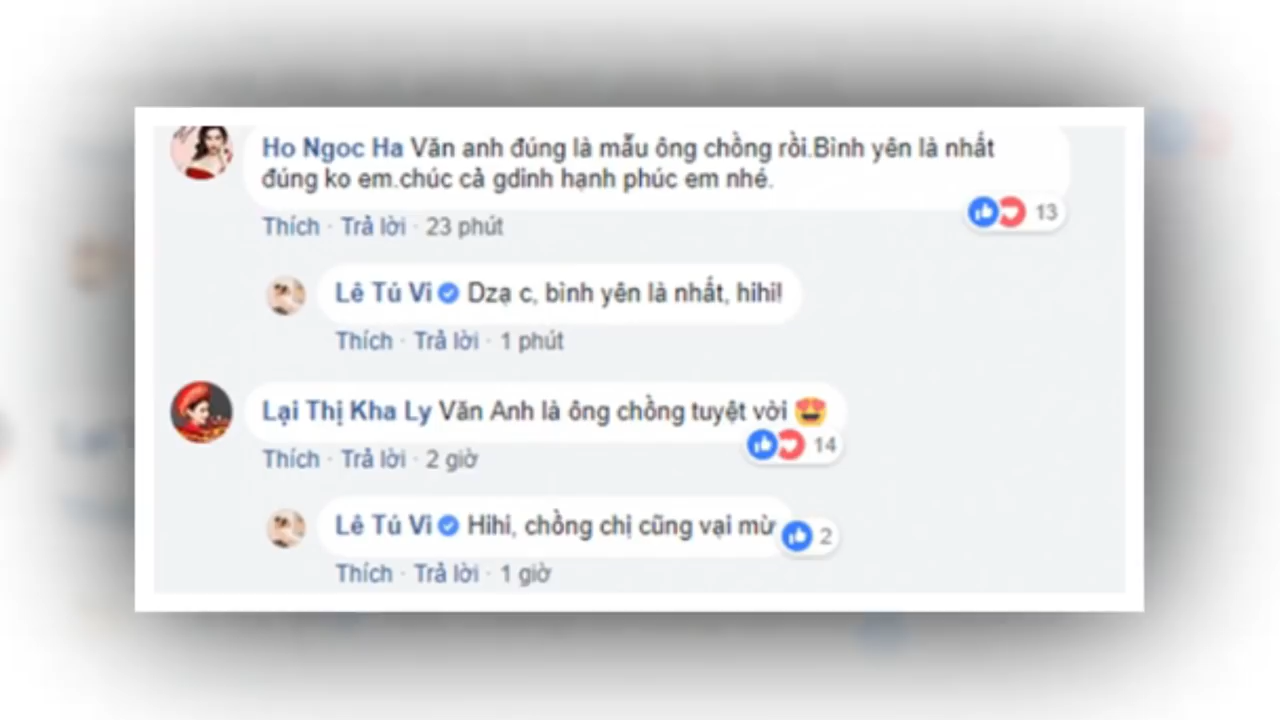 Ho Ngoc Ha Văn anh đúng là mẫu ông chồng rồi.Bình yên là nhất
đúng ko em.chúc cả gdinh hạnh phúc em nhé.
Thích · Trả lời · 23 phút
13
Lê Tú Vi Dzạ c, bình yên là nhất, hihi!
Thích · Trả lời · 1 phút
Lại Thị Kha Ly Văn Anh là ông chồng tuyệt vời 😍
14
Thích · Trả lời · 2 giờ
Lê Tú Vi Hihi, chồng chị cũng vại mừ
2
Thích · Trả lời · 1 giờ